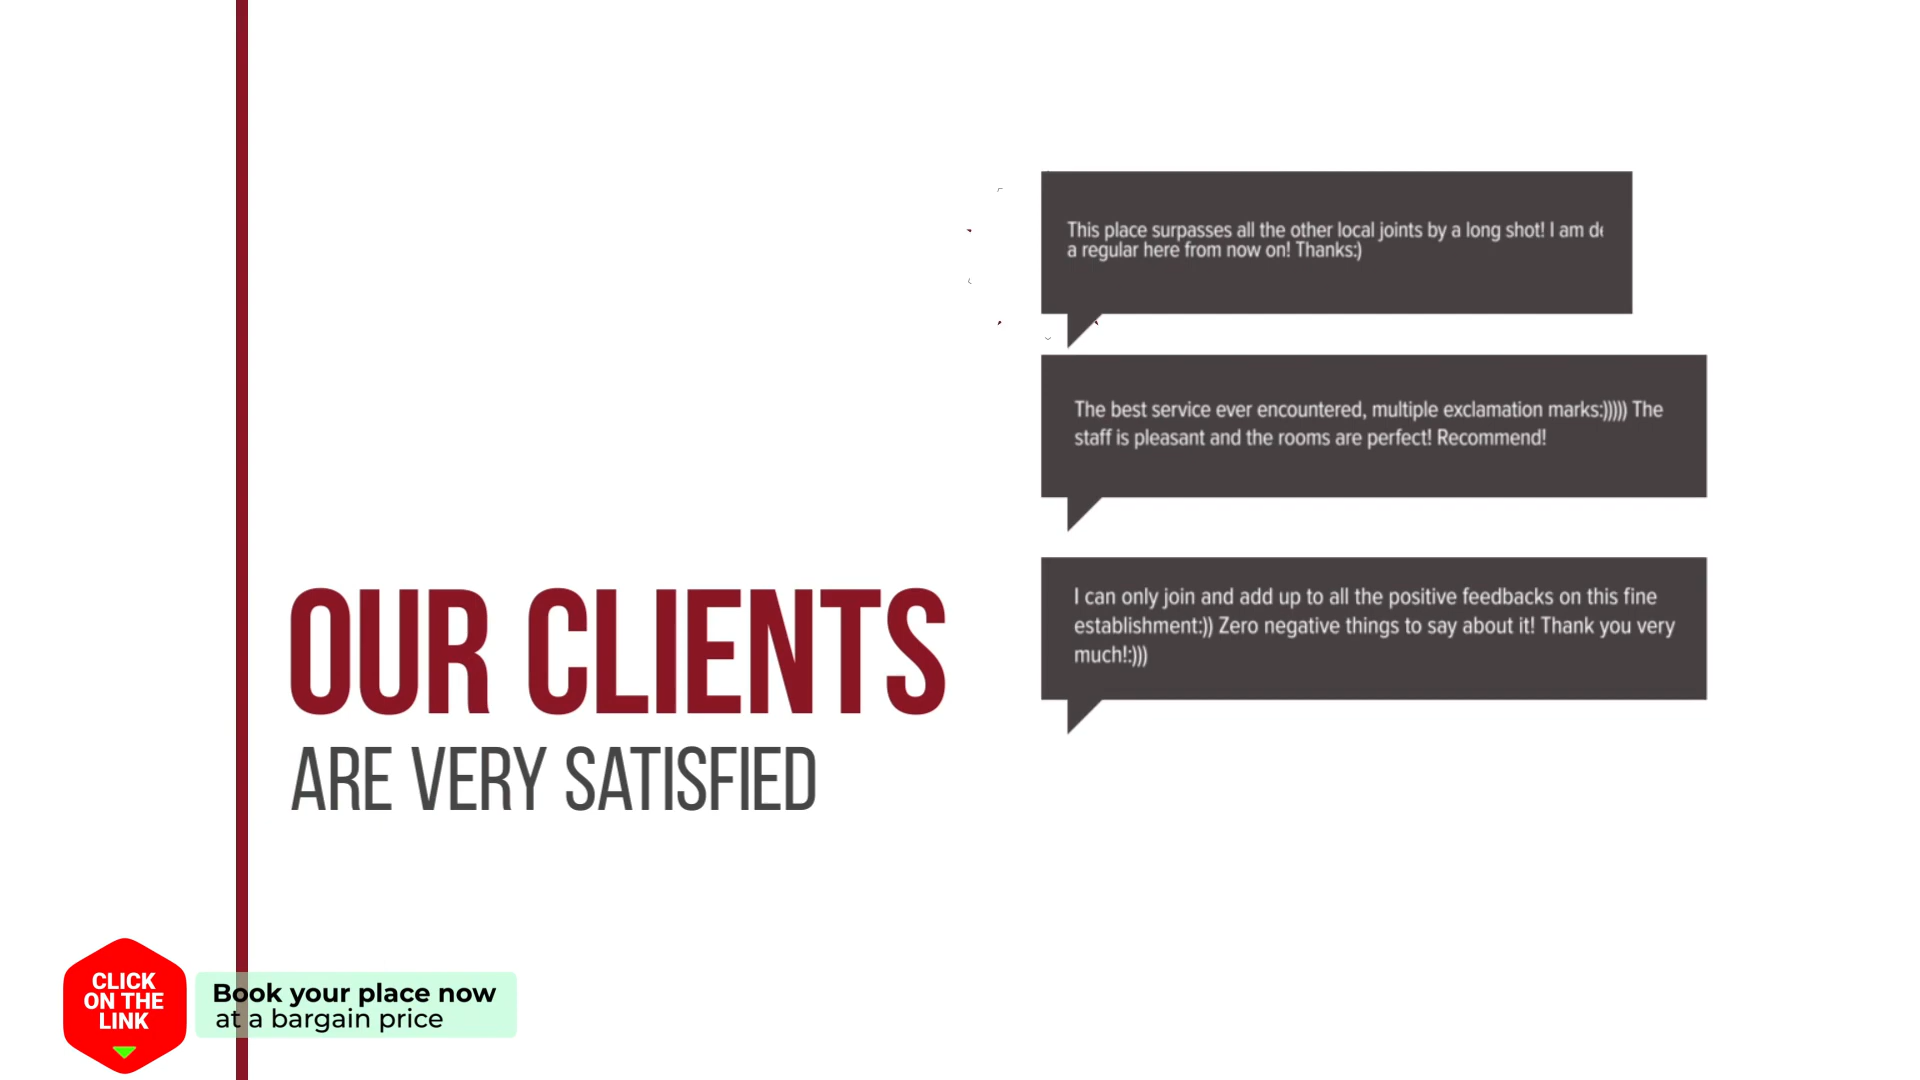 This place surpasses all the other local joints by a long shot! I am
a regular here from now on! Thanks:)
The best service ever encountered, multiple exclamation marks:))))) The
staff is pleasant and the rooms are perfect! Recommend!
I can only join and add up to all the positive feedbacks on this fine
establishment:)) Zero negative things to say about it! Thank you very
much!:)))
OUR CLIENTS
ARE VERY SATISFIED
CLICK
ON THE
LINK
Book your place now
at a bargain price